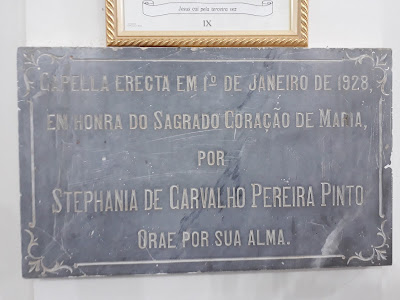 Jesus cai pela terceira vez
IX
CAPELLA ERECTA EM 1º DE JANEIRO DE 1928,
EM HONRA DO SAGRADO CORAÇÃO DE MARIA,
POR
STEPHANIA DE CARVALHO PEREIRA PINTO
ORAE POR SUA ALMA.